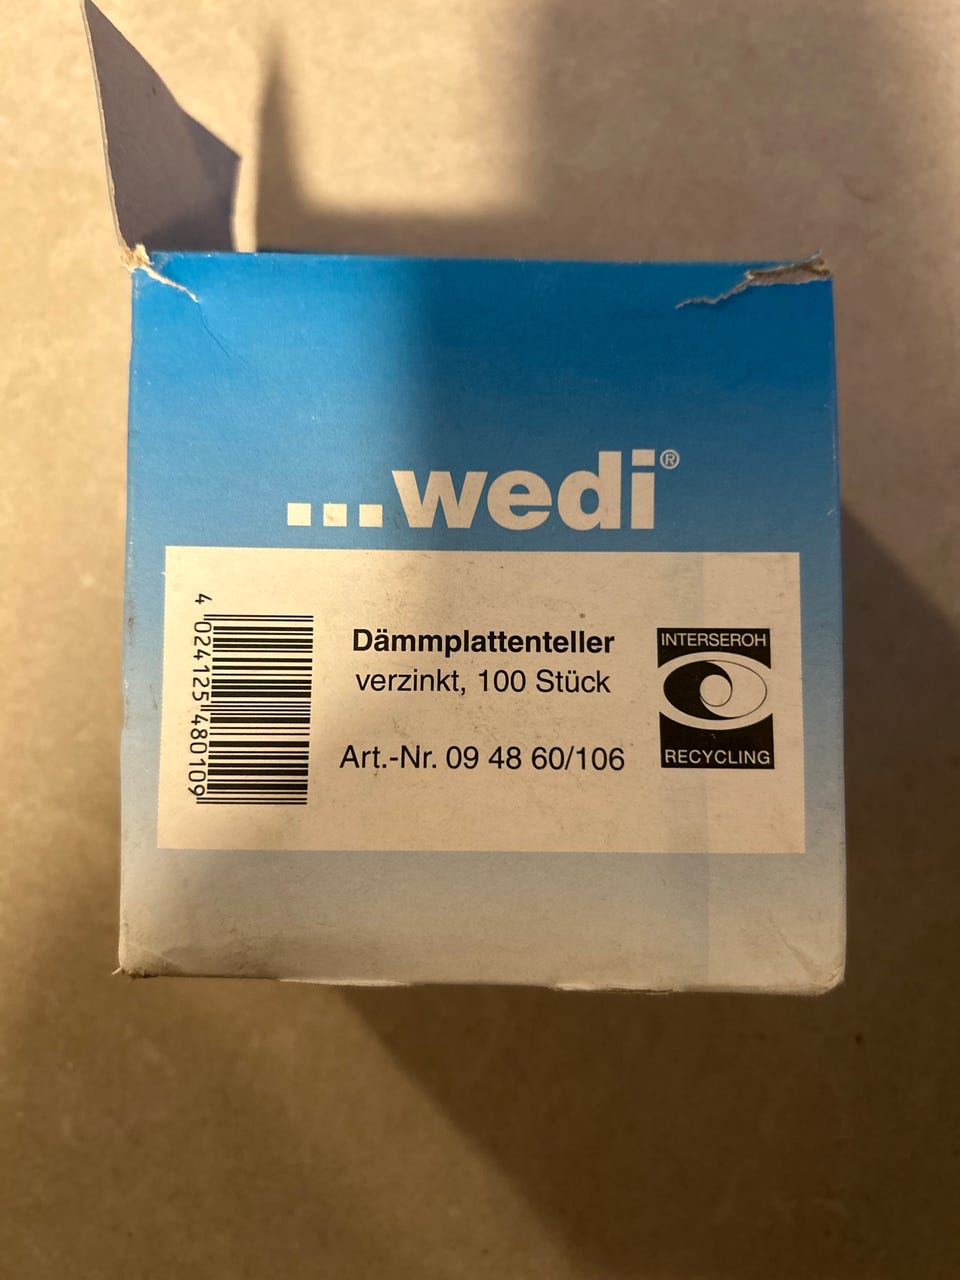 ...wedi®
4 024125 480109
Dämmplattenteller
verzinkt, 100 Stück
Art.-Nr. 09 48 60/106
INTERSEROH
RECYCLING